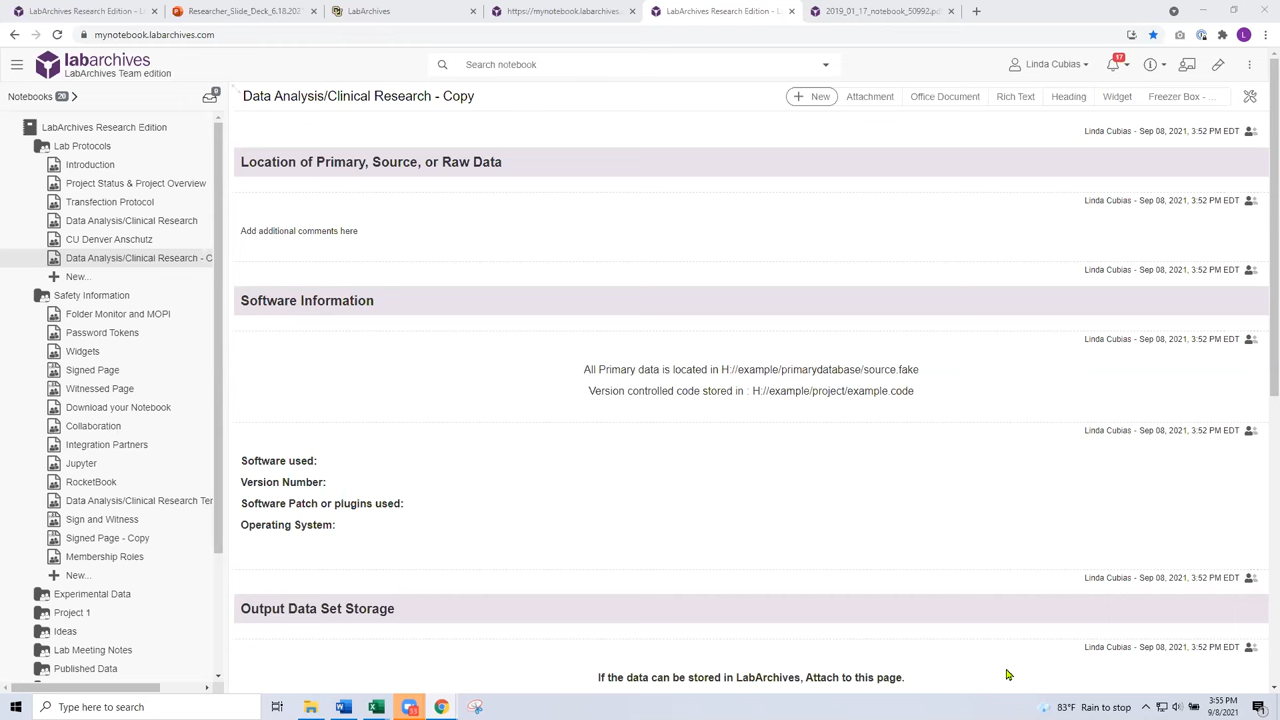 LabArchives Research Edition - L
Researcher_Slide_Deck_6.18.202
LabArchives
https://mynotebook.labarchives.
LabArchives Research Edition - L
2019_01_17_notebook_50992.pdf
mynotebook.labarchives.com
L
labarchives
LabArchives Team edition
Search notebook
Linda Cubias
17
Notebooks 20
0
Data Analysis/Clinical Research - Copy
New
Attachment
Office Document
Rich Text
Heading
Widget
Freezer Box - ...
LabArchives Research Edition
Lab Protocols
Introduction
Project Status & Project Overview
Transfection Protocol
Data Analysis/Clinical Research
CU Denver Anschutz
Data Analysis/Clinical Research - C
New...
Safety Information
Folder Monitor and MOPI
Password Tokens
Widgets
Signed Page
Witnessed Page
Download your Notebook
Collaboration
Integration Partners
Jupyter
RocketBook
Data Analysis/Clinical Research Ter
Sign and Witness
Signed Page - Copy
Membership Roles
New...
Experimental Data
Project 1
Ideas
Lab Meeting Notes
Published Data
Linda Cubias - Sep 08, 2021, 3:52 PM EDT
Location of Primary, Source, or Raw Data
Linda Cubias - Sep 08, 2021, 3:52 PM EDT
Add additional comments here
Linda Cubias - Sep 08, 2021, 3:52 PM EDT
Software Information
Linda Cubias - Sep 08, 2021, 3:52 PM EDT
All Primary data is located in H://example/primarydatabase/source.fake
Version controlled code stored in : H://example/project/example.code
Linda Cubias - Sep 08, 2021, 3:52 PM EDT
Software used:
Version Number:
Software Patch or plugins used:
Operating System:
Linda Cubias - Sep 08, 2021, 3:52 PM EDT
Output Data Set Storage
Linda Cubias - Sep 08, 2021, 3:52 PM EDT
If the data can be stored in LabArchives, Attach to this page.
Type here to search
83°F Rain to stop
3:55 PM
9/8/2021